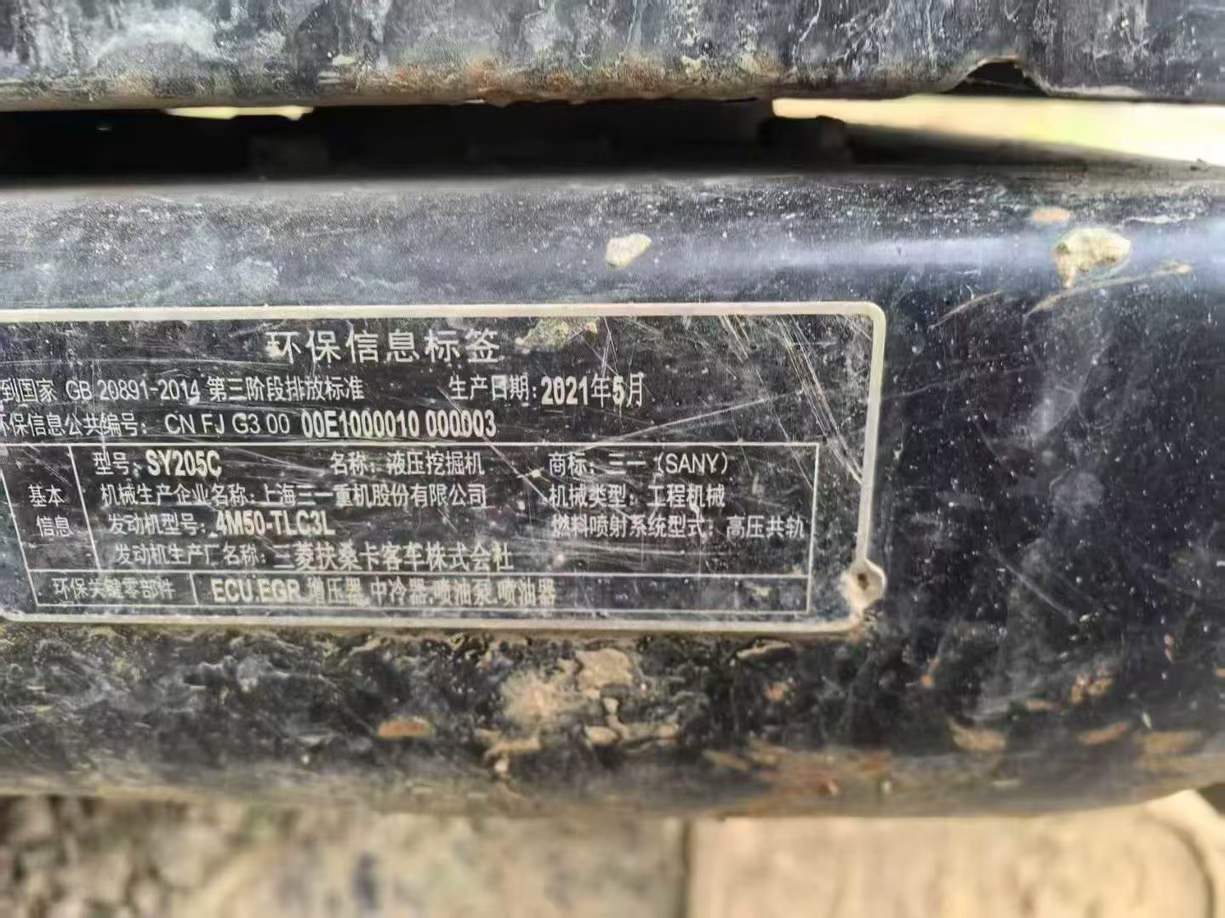 环保信息标签
到国家 GB 20891-2014 第三阶段排放标准 生产日期: 2021年5月
环保信息公共编号: CN FJ G3 00 00E1000010 000003
型号: SY205C 名称: 液压挖掘机 商标: 三一 (SANY)
基本 机械生产企业名称: 上海三一重机股份有限公司 机械类型: 工程机械
信息 发动机型号: 4M50-TLC3L 燃料喷射系统型式: 高压共轨
发动机生产厂名称: 三菱扶桑卡客车株式会社
环保关键零部件 ECU,EGR,增压器,中冷器,喷油泵,喷油器